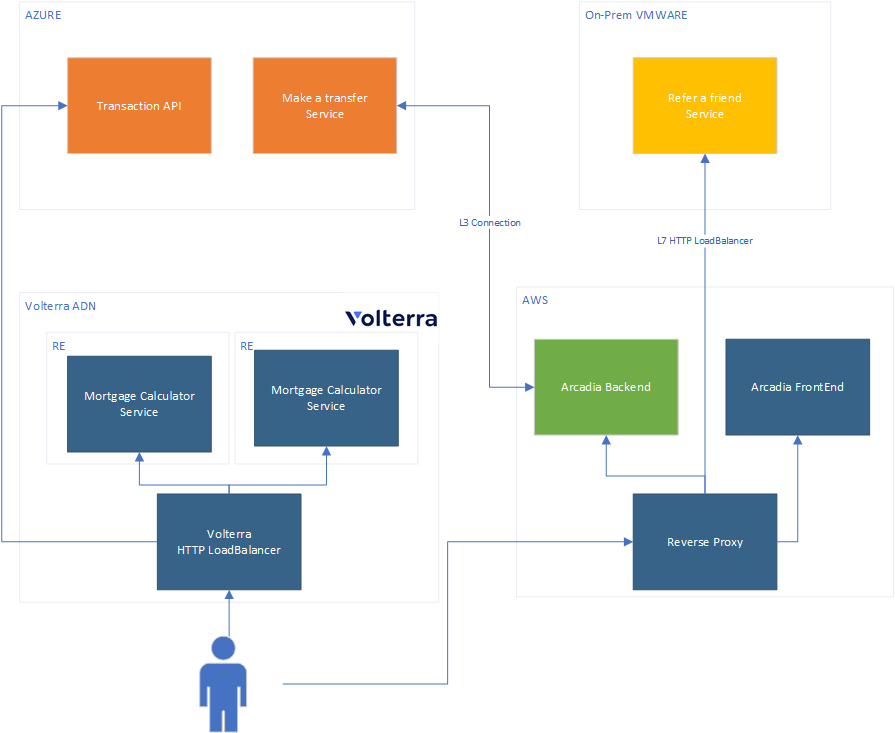 AZURE
On-Prem VMWARE
Transaction API
Make a transfer
Service
Refer a friend
Service
L3 Connection
L7 HTTP LoadBalancer
Volterra ADN
Volterra
AWS
RE
RE
Mortgage Calculator
Service
Mortgage Calculator
Service
Arcadia Backend
Arcadia FrontEnd
Volterra
HTTP LoadBalancer
Reverse Proxy